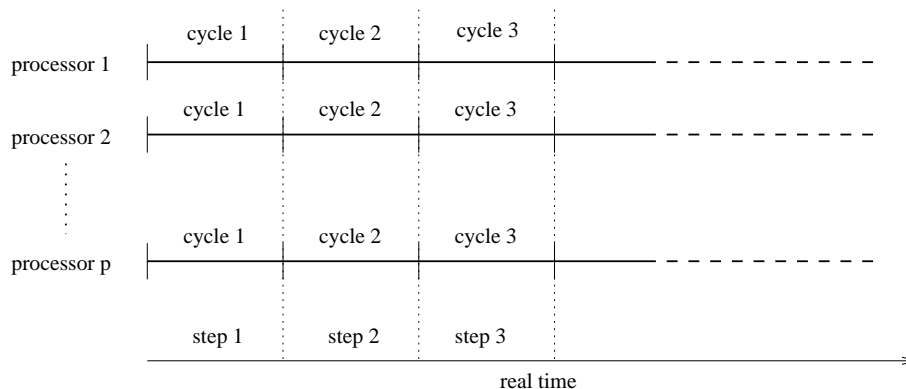 cycle 1 cycle 2 cycle 3
processor 1
cycle 1 cycle 2 cycle 3
processor 2
cycle 1 cycle 2 cycle 3
processor p
step 1 step 2 step 3
real time